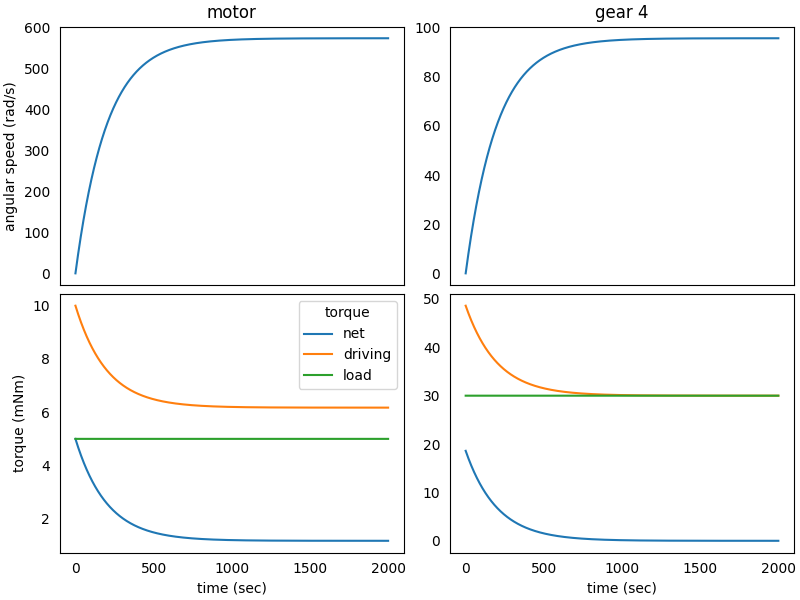 motor
gear 4
angular speed (rad/s)
600
500
400
300
200
100
0
100
80
60
40
20
0
torque (mNm)
10
8
6
4
2
torque
net
driving
load
50
40
30
20
10
0
0 500 1000 1500 2000
0 500 1000 1500 2000
time (sec)
time (sec)